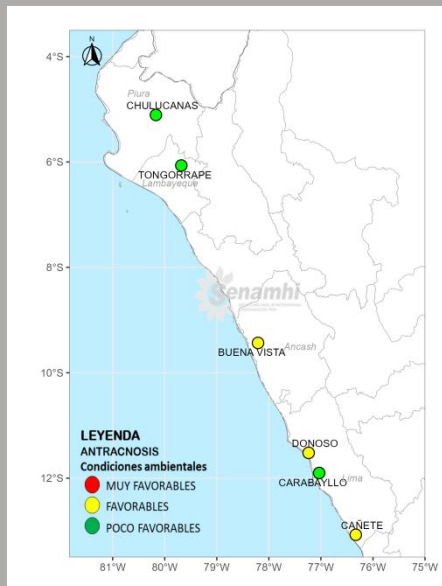 N
4°S
Piura
CHULUCANAS
6°S
TONGORRAPE
Lambayeque
8°S
Senamhi
BUENA VISTA
Ancash
10°S
LEYENDA
ANTRACNOSIS
Condiciones ambientales
MUY FAVORABLES
FAVORABLES
POCO FAVORABLES
DONOSO
12°S
CARABAYLLO
Lima
CAÑETE
81°W
80°W
79°W
78°W
77°W
76°W
75°W